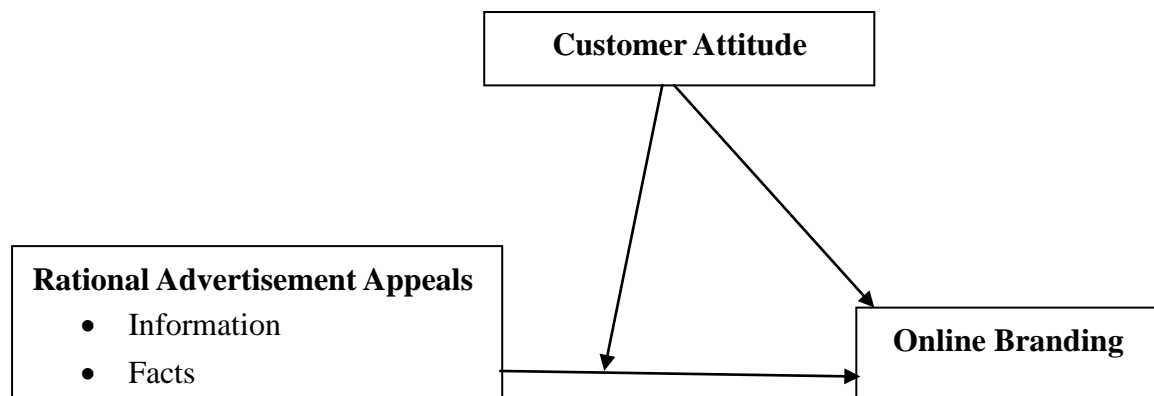 Customer Attitude
Rational Advertisement Appeals
• Information
• Facts
Online Branding